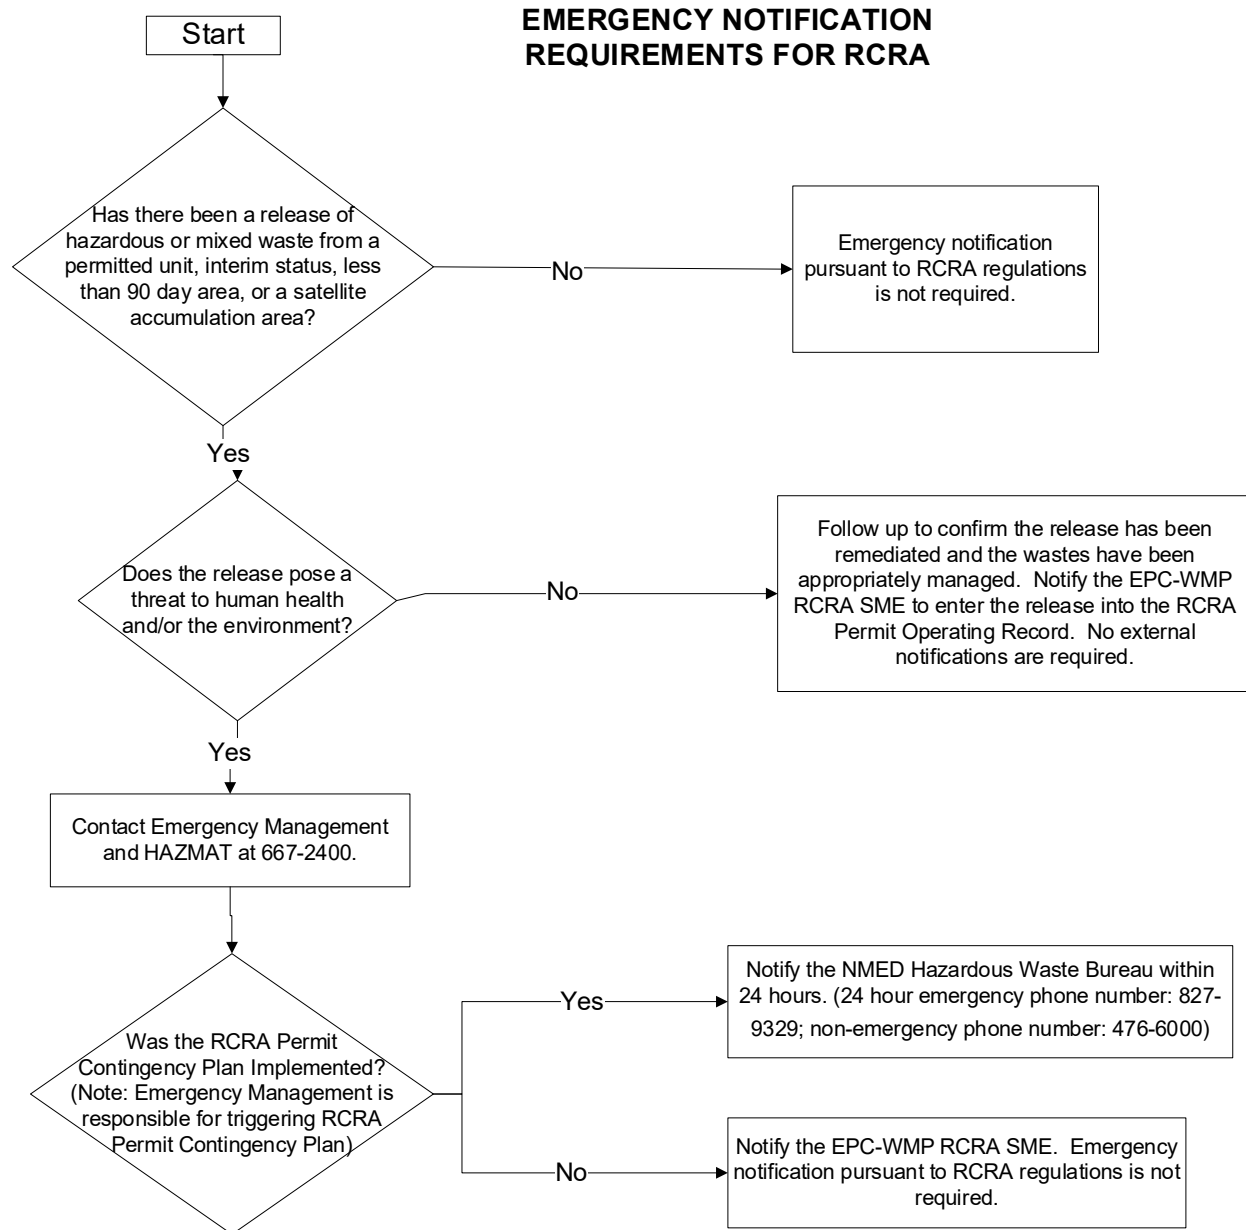 EMERGENCY NOTIFICATION
REQUIREMENTS FOR RCRA
Start
Has there been a release of
hazardous or mixed waste from a
permitted unit, interim status, less
than 90 day area, or a satellite
accumulation area?
No
Emergency notification
pursuant to RCRA regulations
is not required.
Yes
Does the release pose a
threat to human health
and/or the environment?
No
Follow up to confirm the release has been
remediated and the wastes have been
appropriately managed.  Notify the EPC-WMP
RCRA SME to enter the release into the RCRA
Permit Operating Record.  No external
notifications are required.
Yes
Contact Emergency Management
and HAZMAT at 667-2400.
Was the RCRA Permit
Contingency Plan Implemented?
(Note: Emergency Management is
responsible for triggering RCRA
Permit Contingency Plan)
Yes
Notify the NMED Hazardous Waste Bureau within
24 hours. (24 hour emergency phone number: 827-
9329; non-emergency phone number: 476-6000)
No
Notify the EPC-WMP RCRA SME.  Emergency
notification pursuant to RCRA regulations is not
required.